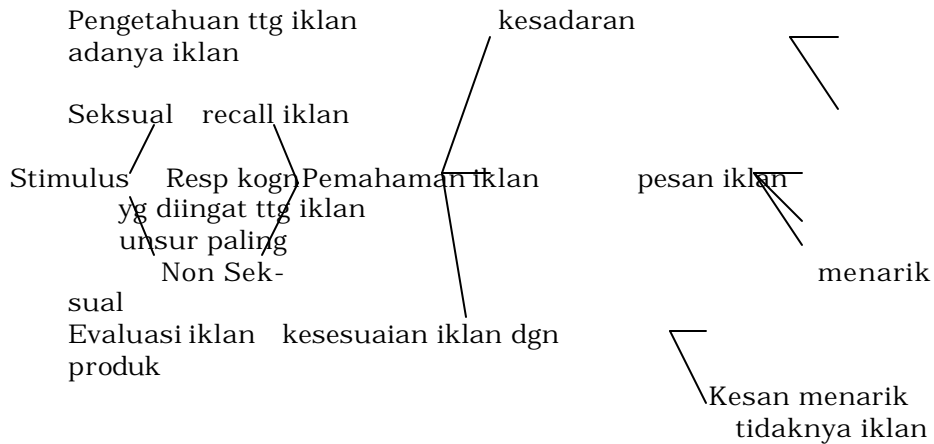 Pengetahuan ttg iklan kesadaran
adanya iklan
Seksual recall iklan
Stimulus Resp kogn Pemahaman iklan pesan iklan
yg diingat ttg iklan
unsur paling
Non Sek-
menarik
sual
Evaluasi iklan kesesuaian iklan dgn
produk
Kesan menarik
tidaknya iklan